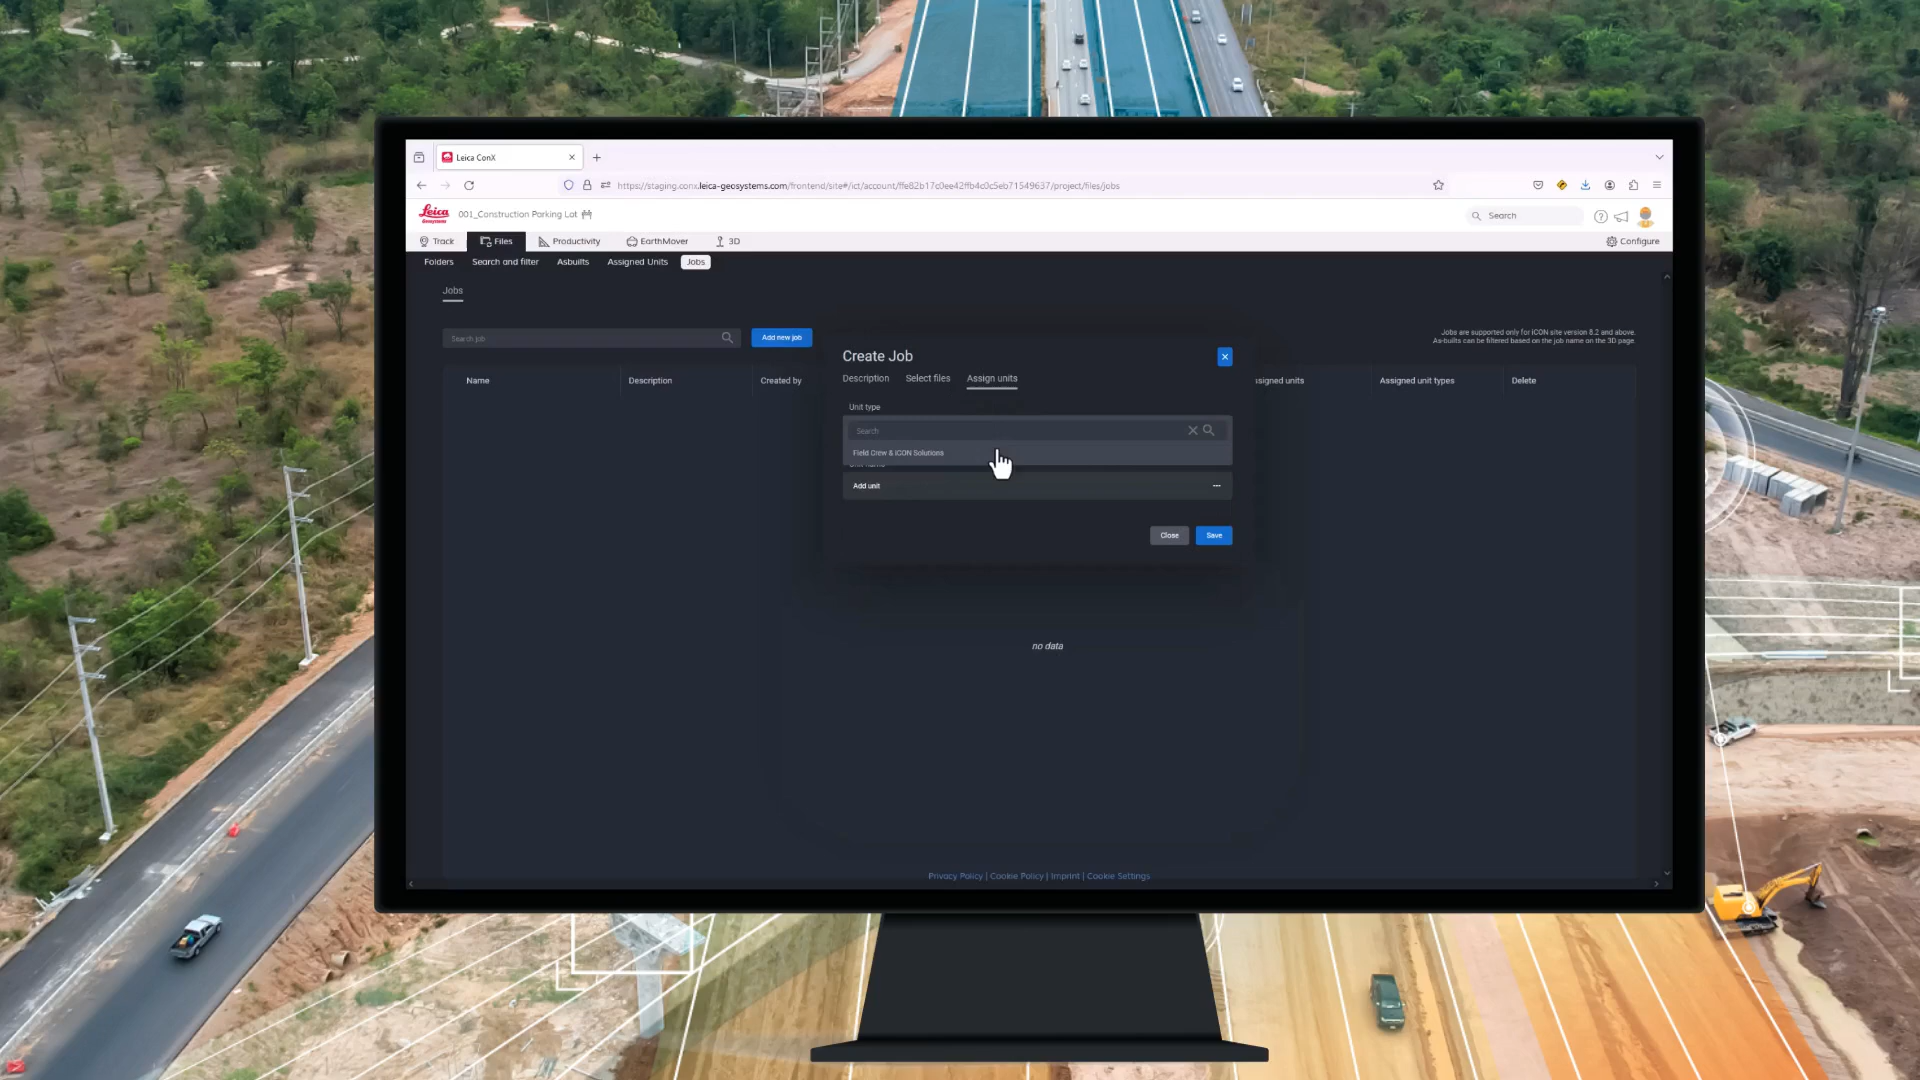 Leica ConX
https://staging.conx.leica-geosystems.com/frontend/site#/ict/account/ffe82b17c0ee42ffb4c0c5eb71549637/project/files/jobs
Leica
Geosystems
001_Construction Parking Lot
Search
Track
Files
Productivity
EarthMover
3D
Configure
Folders
Search and filter
Asbuilts
Assigned Units
Jobs
Jobs
Search job
Add new job
Jobs are supported only for iCON site version 8.2 and above.
As-builts can be filtered based on the job name on the 3D page.
Name
Description
Created by
ssigned units
Assigned unit types
Delete
Create Job
Description
Select files
Assign units
Unit type
Search
Field Crew & iCON Solutions
Add unit
Close
Save
no data
Privacy Policy | Cookie Policy | Imprint | Cookie Settings